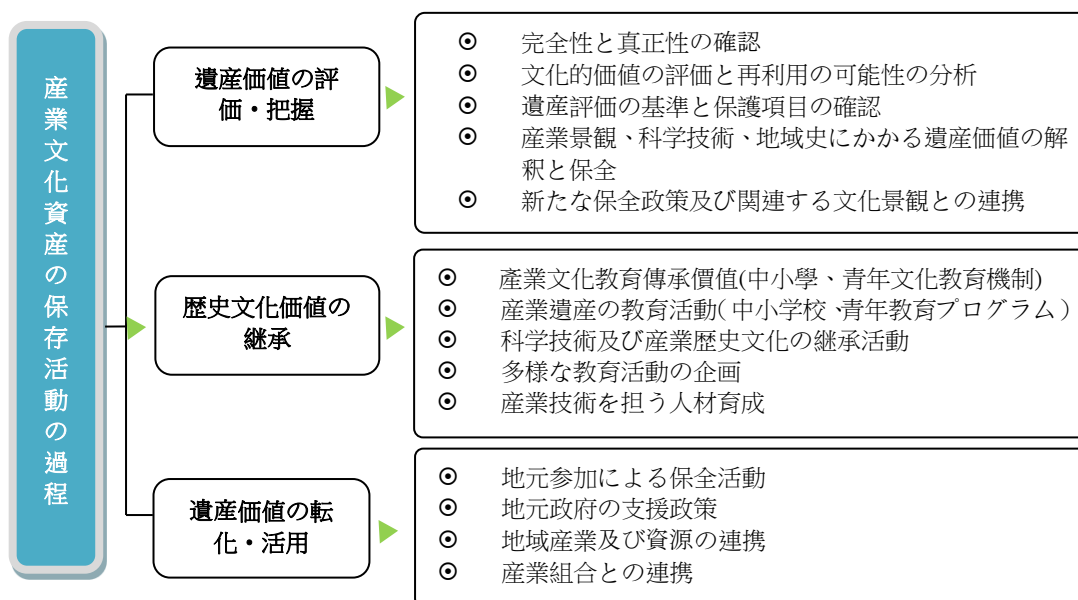 産業文化資産の保存活動の過程
遺産価値の評
価・把握
⦿ 完全性と真正性の確認
⦿ 文化的価値の評価と再利用の可能性の分析
⦿ 遺産評価の基準と保護項目の確認
⦿ 産業景観、科学技術、地域史にかかる遺産価値の解
釈と保全
⦿ 新たな保全政策及び関連する文化景観との連携
歴史文化価値の
継承
⦿ 產業文化教育傳承價值(中小學、青年文化教育機制)
⦿ 産業遺産の教育活動(中小学校、青年教育プログラム)
⦿ 科学技術及び産業歴史文化の継承活動
⦿ 多様な教育活動の企画
⦿ 産業技術を担う人材育成
遺産価値の転
化・活用
⦿ 地元参加による保全活動
⦿ 地元政府の支援政策
⦿ 地域産業及び資源の連携
⦿ 産業組合との連携